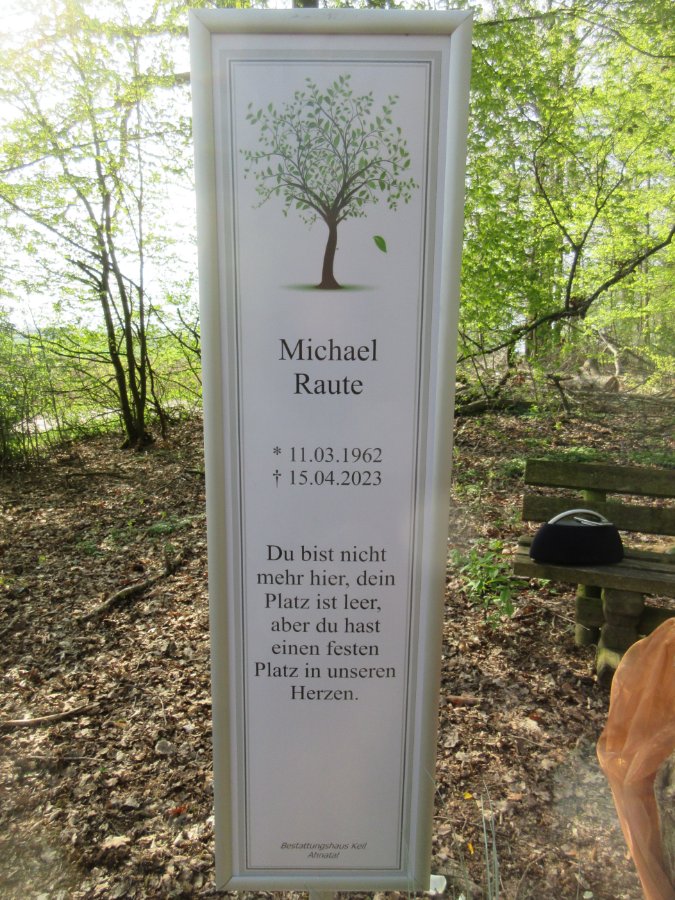 Michael
Raute
* 11.03.1962
† 15.04.2023
Du bist nicht
mehr hier, dein
Platz ist leer,
aber du hast
einen festen
Platz in unseren
Herzen.
Bestattungshaus Keil
Ahnatal